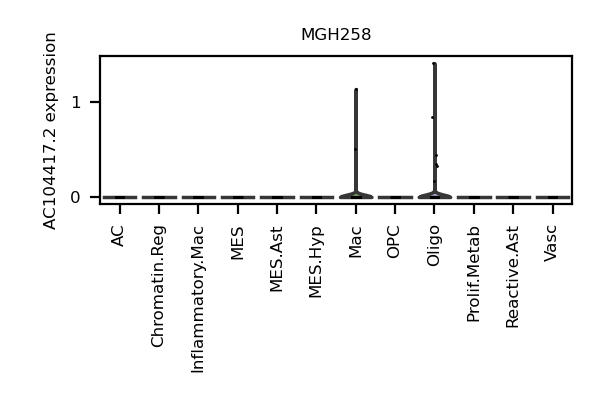 MGH258
AC104417.2 expression
1
0
AC
Chromatin.Reg
Inflammatory.Mac
MES
MES.Ast
MES.Hyp
Mac
OPC
Oligo
Prolif.Metab
Reactive.Ast
Vasc